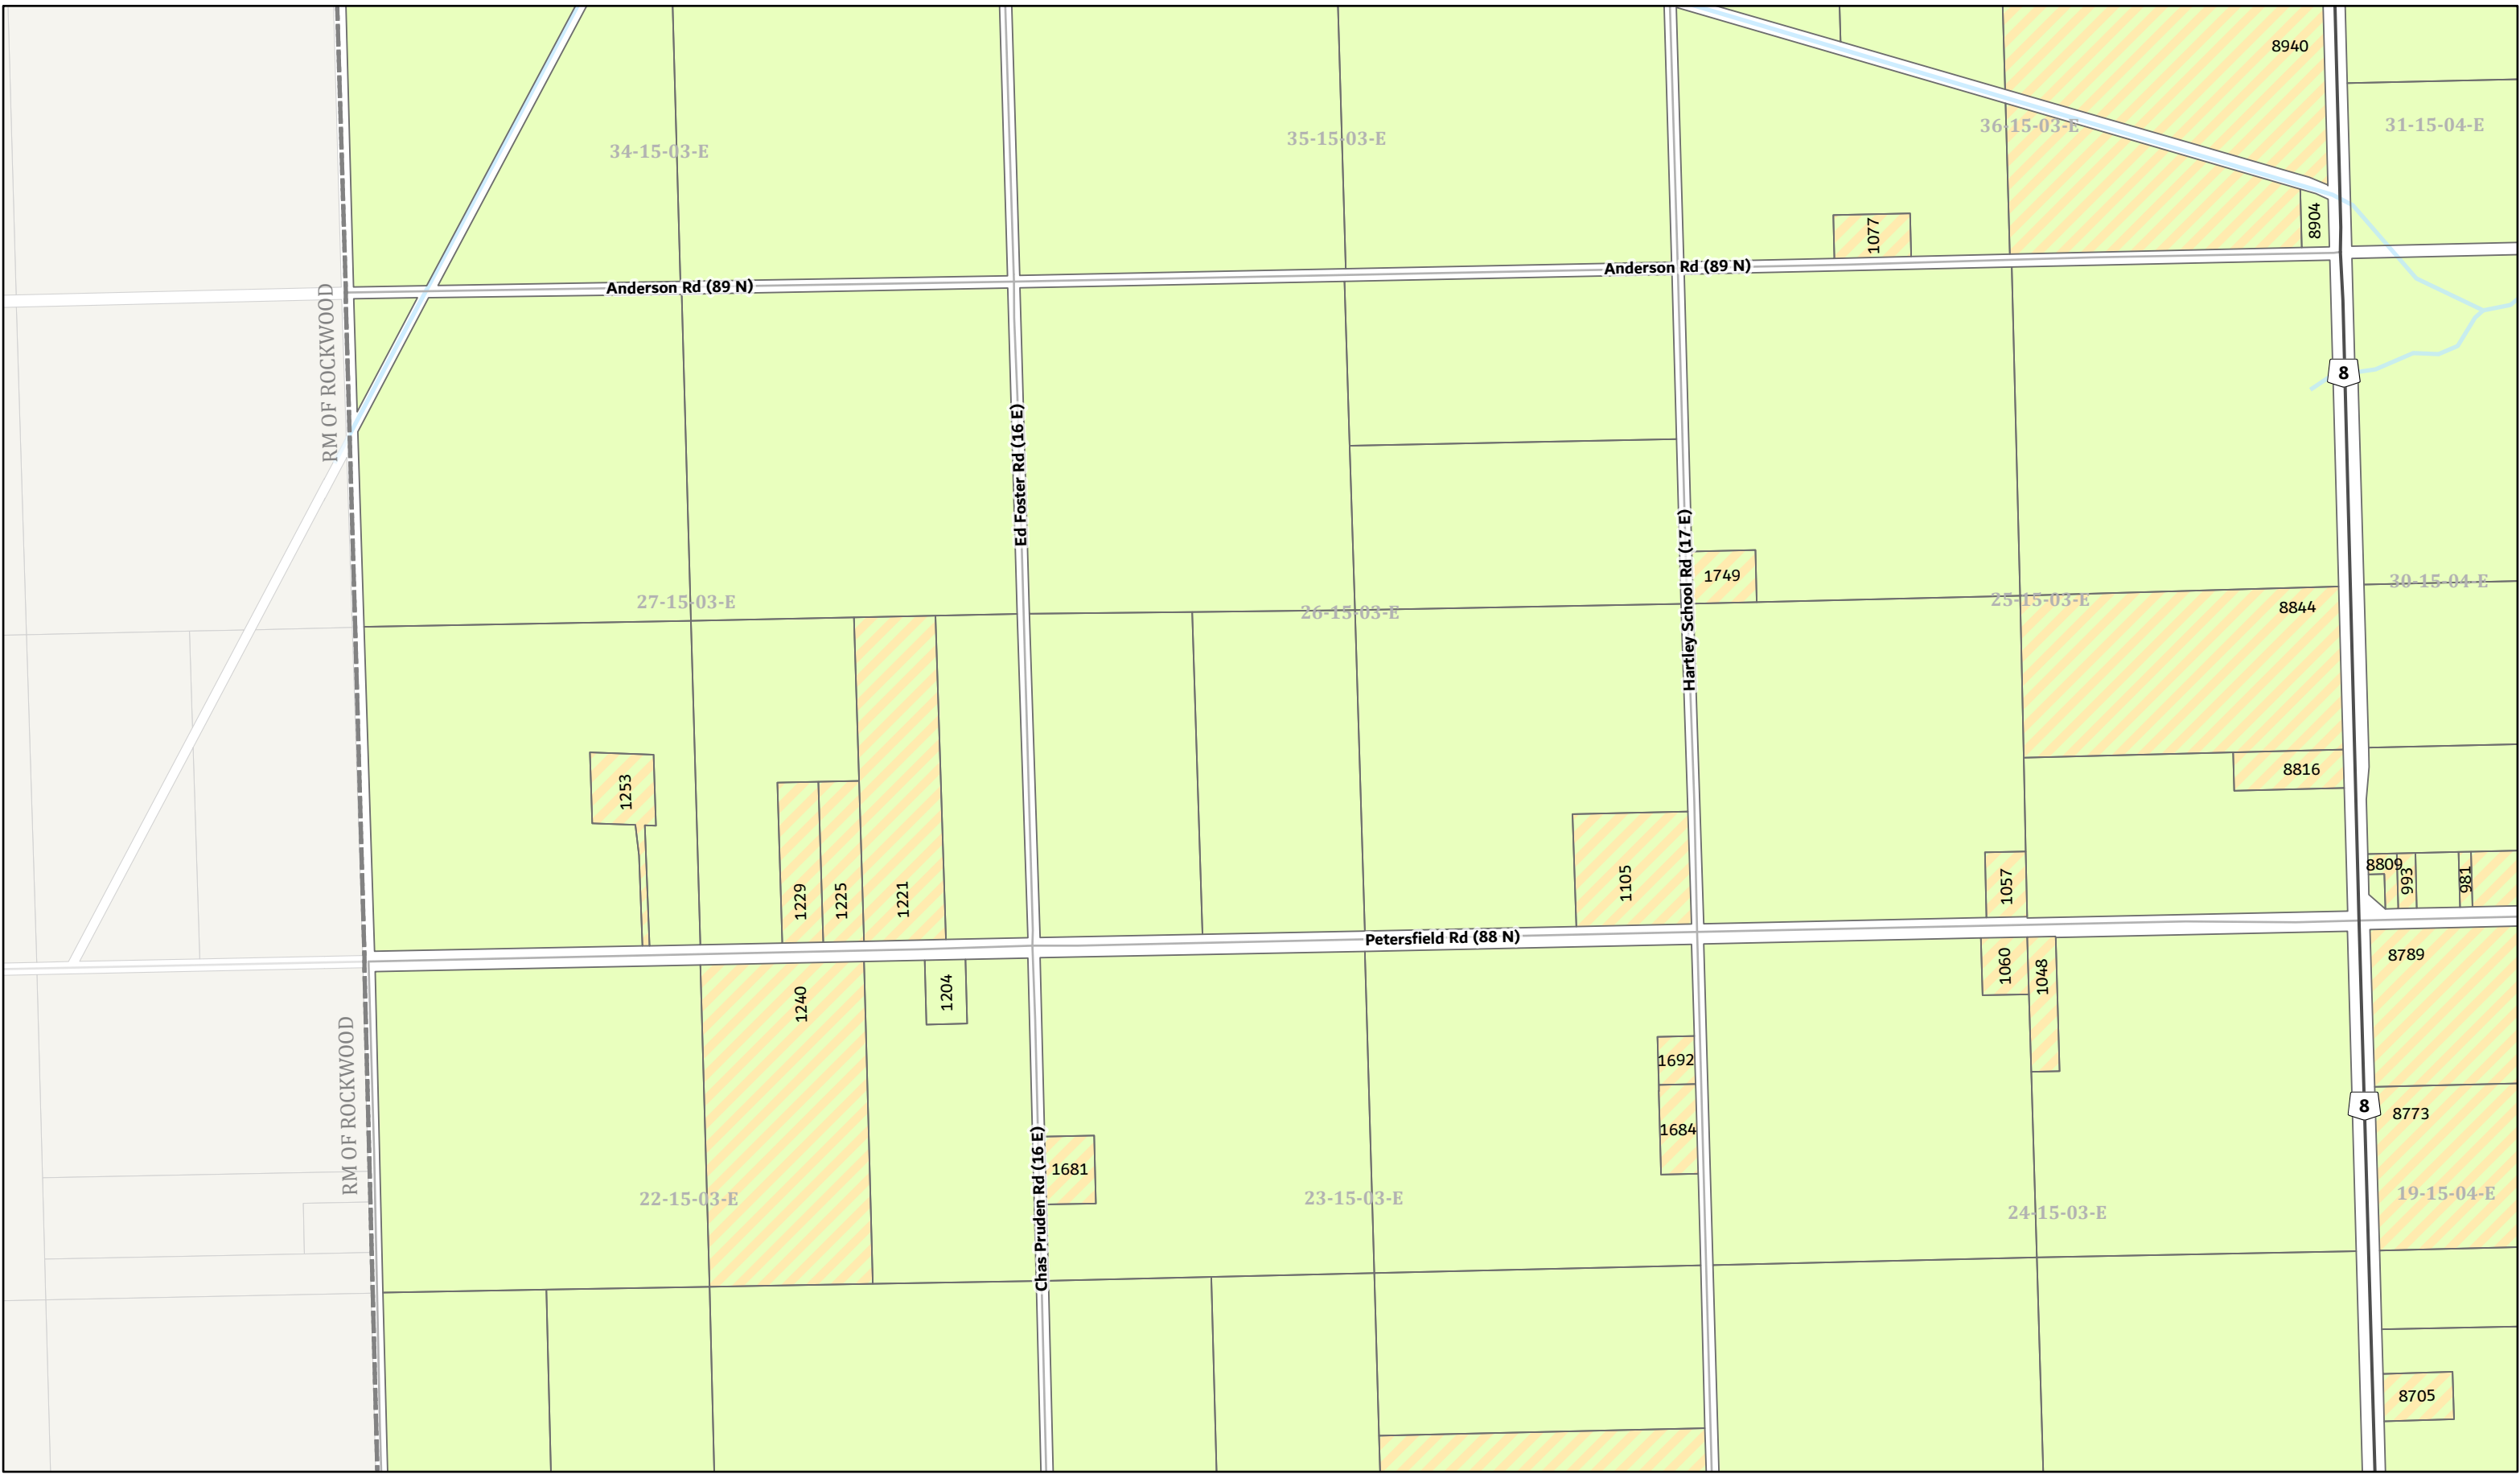 8940
36-15-03-E
31-15-04-E
35-15-03-E
34-15-03-E
8904
1077
Anderson Rd (89 N)
Anderson Rd (89 N)
RM OF ROCKWOOD
8
Ed Foster Rd (16 E)
Hartley School Rd (17 E)
1749
30-15-04-E
27-15-03-E
26-15-03-E
25-15-03-E
8844
1253
8816
1229
1225
1221
1105
1057
8809
993
981
Petersfield Rd (88 N)
8789
1240
1204
1060
1048
RM OF ROCKWOOD
1692
8
8773
1684
Chas Pruden Rd (16 E)
1681
22-15-03-E
23-15-03-E
24-15-03-E
19-15-04-E
8705